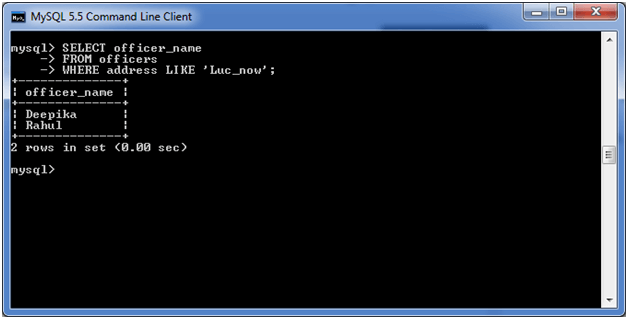 MySQL 5.5 Command Line Client
mysql> SELECT officer_name
    -> FROM officers
    -> WHERE address LIKE 'Luc_now';
+--------------+
| officer_name |
+--------------+
| Deepika      |
| Rahul        |
+--------------+
2 rows in set (0.00 sec)
mysql>